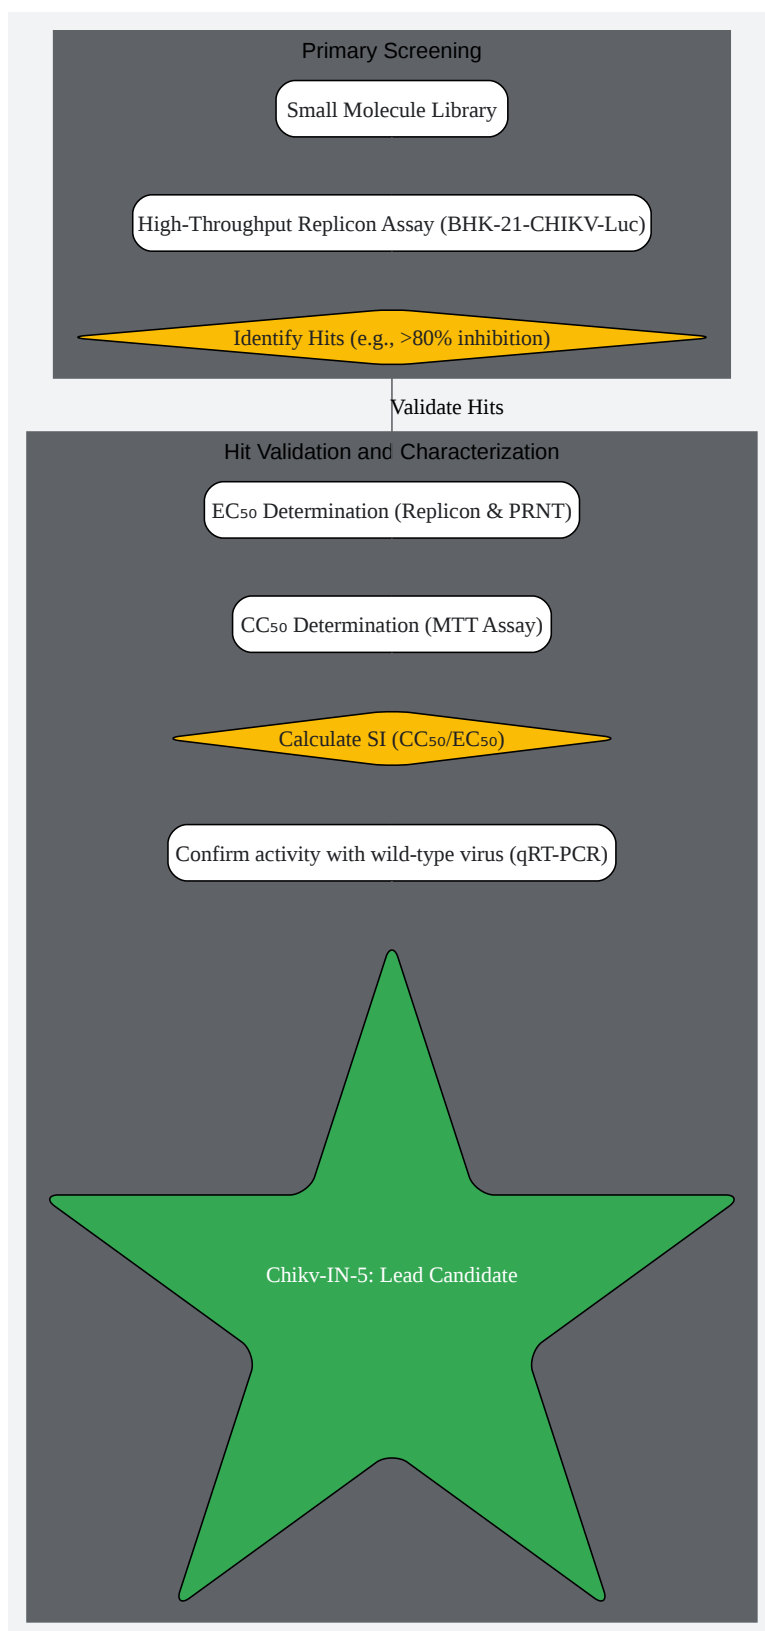 Primary Screening
Small Molecule Library
High-Throughput Replicon Assay (BHK-21-CHIKV-Luc)
Identify Hits (e.g., >80% inhibition)
Validate Hits
Hit Validation and Characterization
EC₅₀ Determination (Replicon & PRNT)
CC₅₀ Determination (MTT Assay)
Calculate SI (CC₅₀/EC₅₀)
Confirm activity with wild-type virus (qRT-PCR)
Chikv-IN-5: Lead Candidate